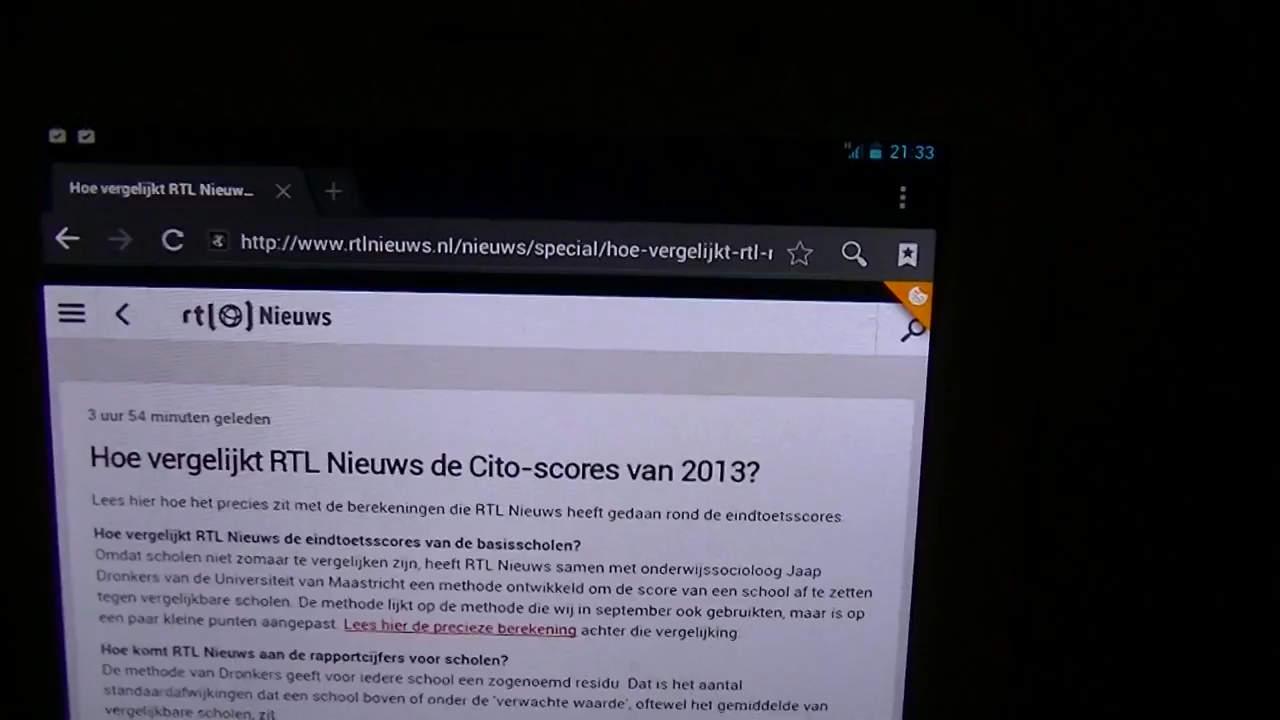 21:33
Hoe vergelijkt RTL Nieuw...
http://www.rtlnieuws.nl/nieuws/special/hoe-vergelijkt-rtl-r
rtl Nieuws
3 uur 54 minuten geleden
Hoe vergelijkt RTL Nieuws de Cito-scores van 2013?
Lees hier hoe het precies zit met de berekeningen die RTL Nieuws heeft gedaan rond de eindtoetsscores.
Hoe vergelijkt RTL Nieuws de eindtoetsscores van de basisscholen?
Omdat scholen niet zomaar te vergelijken zijn, heeft RTL Nieuws samen met onderwijssocioloog Jaap
Dronkers van de Universiteit van Maastricht een methode ontwikkeld om de score van een school af te zetten
tegen vergelijkbare scholen. De methode lijkt op de methode die wij in september ook gebruikten, maar is op
een paar kleine punten aangepast. Lees hier de precieze berekening achter die vergelijking.
Hoe komt RTL Nieuws aan de rapportcijfers voor scholen?
De methode van Dronkers geeft voor iedere school een zogenoemd residu. Dat is het aantal
standaardafwijkingen dat een school boven of onder de 'verwachte waarde', oftewel het gemiddelde van
vergelijkbare scholen, zit.